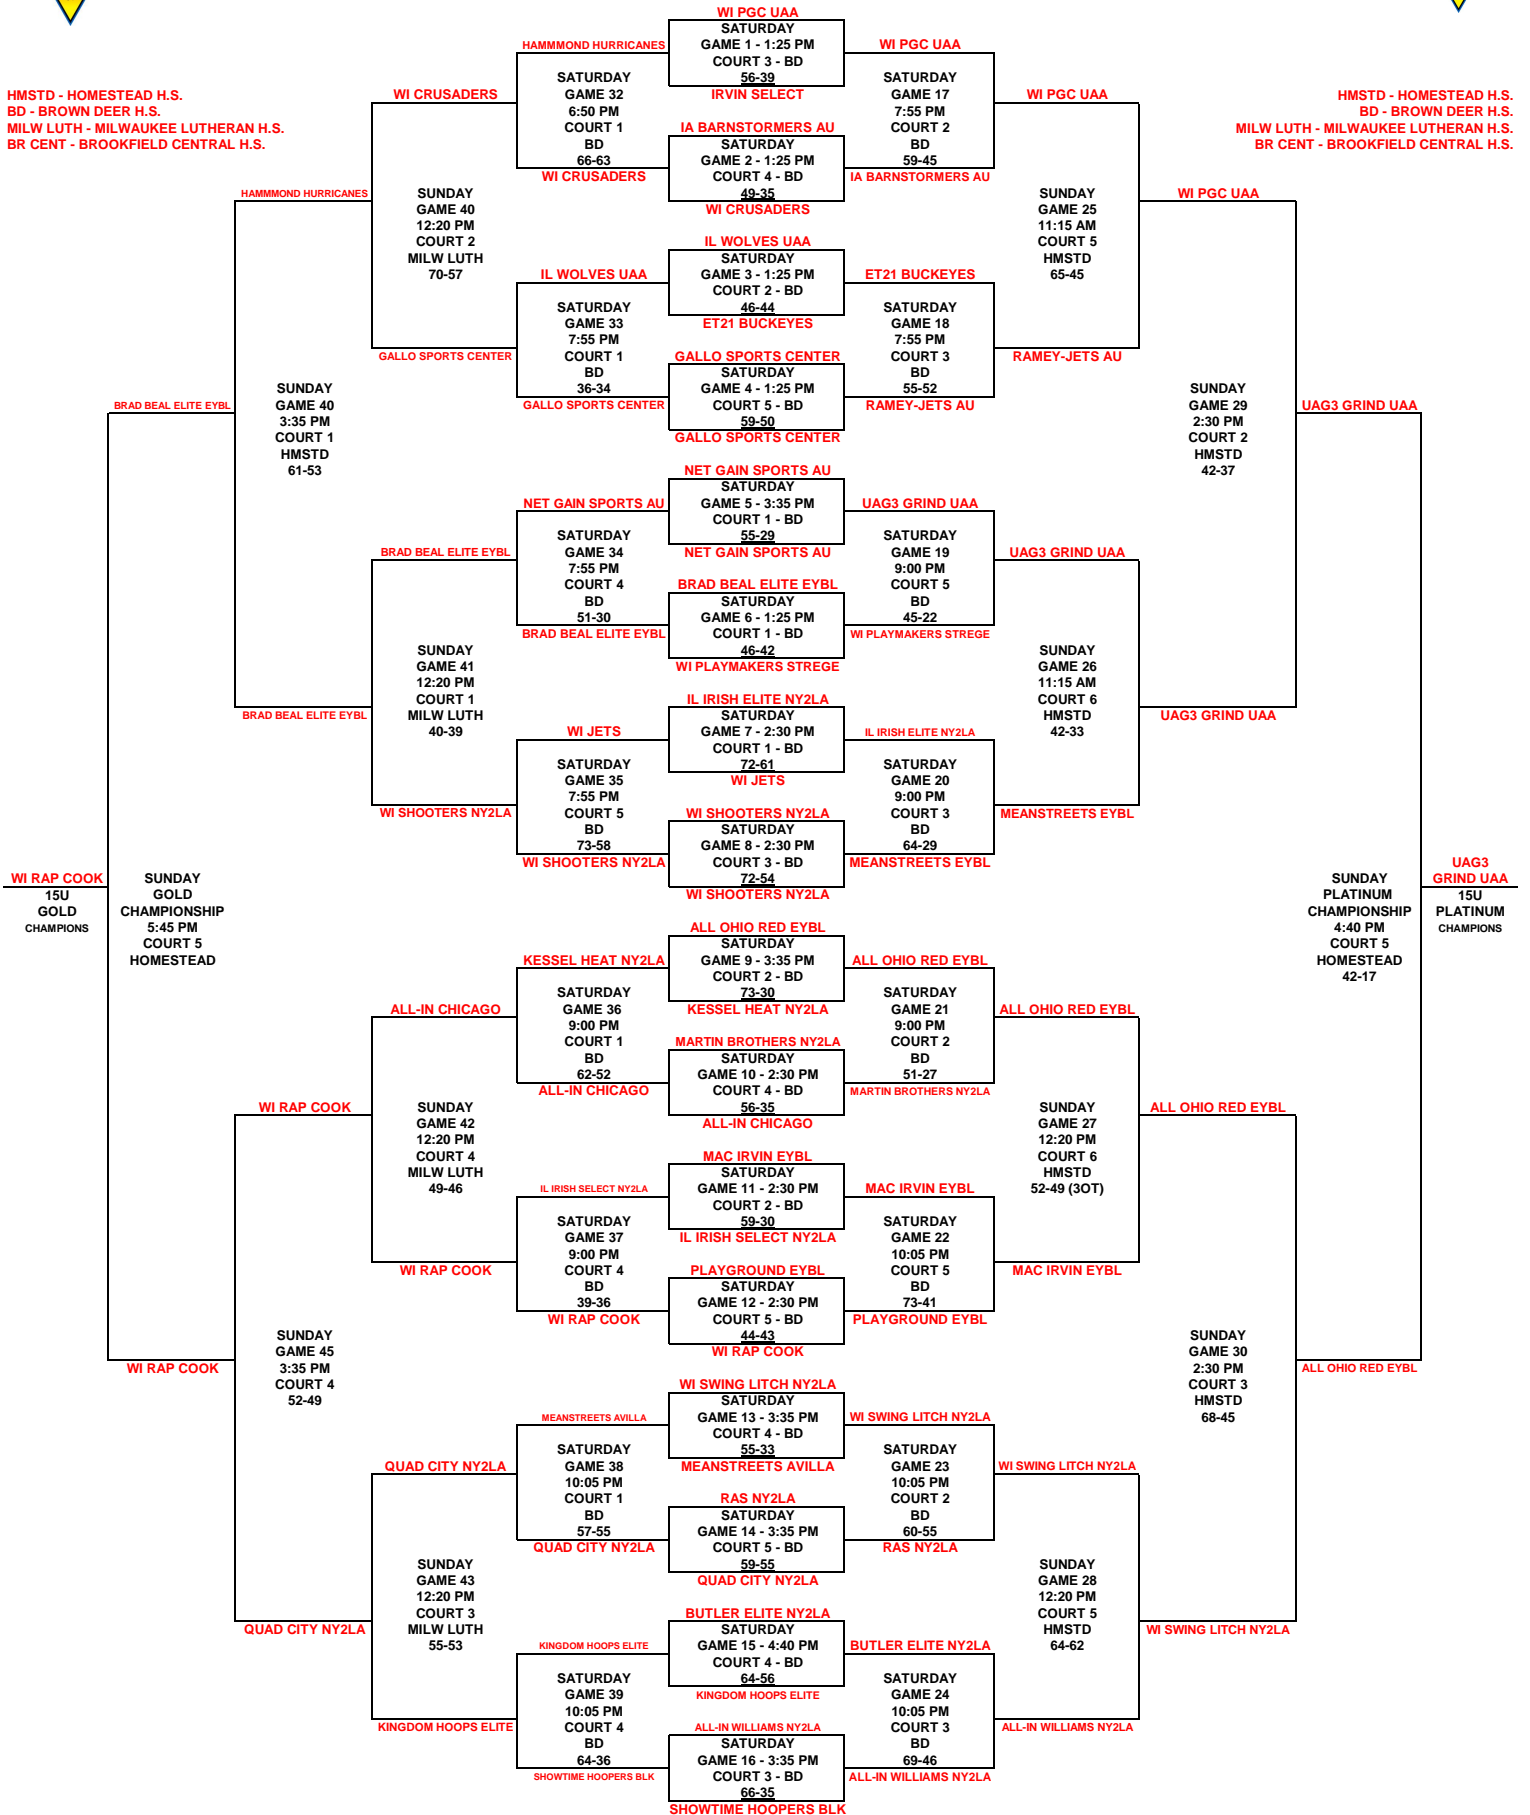 HMSTD - HOMESTEAD H.S.
BD - BROWN DEER H.S.
MILW LUTH - MILWAUKEE LUTHERAN H.S.
BR CENT - BROOKFIELD CENTRAL H.S.
HMSTD - HOMESTEAD H.S.
BD - BROWN DEER H.S.
MILW LUTH - MILWAUKEE LUTHERAN H.S.
BR CENT - BROOKFIELD CENTRAL H.S.
WI RAP COOK
15U
GOLD
CHAMPIONS
SUNDAY
GOLD
CHAMPIONSHIP
5:45 PM
COURT 5
HOMESTEAD
BRAD BEAL ELITE EYBL
WI RAP COOK
HAMMMOND HURRICANES
SUNDAY
GAME 40
3:35 PM
COURT 1
HMSTD
61-53
BRAD BEAL ELITE EYBL
WI RAP COOK
SUNDAY
GAME 45
3:35 PM
COURT 4
52-49
QUAD CITY NY2LA
WI CRUSADERS
SUNDAY
GAME 40
12:20 PM
COURT 2
MILW LUTH
70-57
GALLO SPORTS CENTER
BRAD BEAL ELITE EYBL
SUNDAY
GAME 41
12:20 PM
COURT 1
MILW LUTH
40-39
WI SHOOTERS NY2LA
ALL-IN CHICAGO
SUNDAY
GAME 42
12:20 PM
COURT 4
MILW LUTH
49-46
WI RAP COOK
QUAD CITY NY2LA
SUNDAY
GAME 43
12:20 PM
COURT 3
MILW LUTH
55-53
KINGDOM HOOPS ELITE
HAMMMOND HURRICANES
SATURDAY
GAME 32
6:50 PM
COURT 1
BD
66-63
WI CRUSADERS
IL WOLVES UAA
SATURDAY
GAME 33
7:55 PM
COURT 1
BD
36-34
GALLO SPORTS CENTER
NET GAIN SPORTS AU
SATURDAY
GAME 34
7:55 PM
COURT 4
BD
51-30
BRAD BEAL ELITE EYBL
WI JETS
SATURDAY
GAME 35
7:55 PM
COURT 5
BD
73-58
WI SHOOTERS NY2LA
KESSEL HEAT NY2LA
SATURDAY
GAME 36
9:00 PM
COURT 1
BD
62-52
ALL-IN CHICAGO
IL IRISH SELECT NY2LA
SATURDAY
GAME 37
9:00 PM
COURT 4
BD
39-36
WI RAP COOK
MEANSTREETS AVILLA
SATURDAY
GAME 38
10:05 PM
COURT 1
BD
57-55
QUAD CITY NY2LA
KINGDOM HOOPS ELITE
SATURDAY
GAME 39
10:05 PM
COURT 4
BD
64-36
SHOWTIME HOOPERS BLK
WI PGC UAA
SATURDAY
GAME 1 - 1:25 PM
COURT 3 - BD
56-39
IRVIN SELECT
IA BARNSTORMERS AU
SATURDAY
GAME 2 - 1:25 PM
COURT 4 - BD
49-35
WI CRUSADERS
IL WOLVES UAA
SATURDAY
GAME 3 - 1:25 PM
COURT 2 - BD
46-44
ET21 BUCKEYES
GALLO SPORTS CENTER
SATURDAY
GAME 4 - 1:25 PM
COURT 5 - BD
59-50
GALLO SPORTS CENTER
NET GAIN SPORTS AU
SATURDAY
GAME 5 - 3:35 PM
COURT 1 - BD
55-29
NET GAIN SPORTS AU
BRAD BEAL ELITE EYBL
SATURDAY
GAME 6 - 1:25 PM
COURT 1 - BD
46-42
WI PLAYMAKERS STREGE
IL IRISH ELITE NY2LA
SATURDAY
GAME 7 - 2:30 PM
COURT 1 - BD
72-61
WI JETS
WI SHOOTERS NY2LA
SATURDAY
GAME 8 - 2:30 PM
COURT 3 - BD
72-54
WI SHOOTERS NY2LA
ALL OHIO RED EYBL
SATURDAY
GAME 9 - 3:35 PM
COURT 2 - BD
73-30
KESSEL HEAT NY2LA
MARTIN BROTHERS NY2LA
SATURDAY
GAME 10 - 2:30 PM
COURT 4 - BD
56-35
ALL-IN CHICAGO
MAC IRVIN EYBL
SATURDAY
GAME 11 - 2:30 PM
COURT 2 - BD
59-30
IL IRISH SELECT NY2LA
PLAYGROUND EYBL
SATURDAY
GAME 12 - 2:30 PM
COURT 5 - BD
44-43
WI RAP COOK
WI SWING LITCH NY2LA
SATURDAY
GAME 13 - 3:35 PM
COURT 4 - BD
55-33
MEANSTREETS AVILLA
RAS NY2LA
SATURDAY
GAME 14 - 3:35 PM
COURT 5 - BD
59-55
QUAD CITY NY2LA
BUTLER ELITE NY2LA
SATURDAY
GAME 15 - 4:40 PM
COURT 4 - BD
64-56
KINGDOM HOOPS ELITE
ALL-IN WILLIAMS NY2LA
SATURDAY
GAME 16 - 3:35 PM
COURT 3 - BD
66-35
SHOWTIME HOOPERS BLK
WI PGC UAA
SATURDAY
GAME 17
7:55 PM
COURT 2
BD
59-45
IA BARNSTORMERS AU
ET21 BUCKEYES
SATURDAY
GAME 18
7:55 PM
COURT 3
BD
55-52
RAMEY-JETS AU
UAG3 GRIND UAA
SATURDAY
GAME 19
9:00 PM
COURT 5
BD
45-22
WI PLAYMAKERS STREGE
IL IRISH ELITE NY2LA
SATURDAY
GAME 20
9:00 PM
COURT 3
BD
64-29
MEANSTREETS EYBL
ALL OHIO RED EYBL
SATURDAY
GAME 21
9:00 PM
COURT 2
BD
51-27
MARTIN BROTHERS NY2LA
MAC IRVIN EYBL
SATURDAY
GAME 22
10:05 PM
COURT 5
BD
73-41
PLAYGROUND EYBL
WI SWING LITCH NY2LA
SATURDAY
GAME 23
10:05 PM
COURT 2
BD
60-55
RAS NY2LA
BUTLER ELITE NY2LA
SATURDAY
GAME 24
10:05 PM
COURT 3
BD
69-46
ALL-IN WILLIAMS NY2LA
WI PGC UAA
SUNDAY
GAME 25
11:15 AM
COURT 5
HMSTD
65-45
RAMEY-JETS AU
UAG3 GRIND UAA
SUNDAY
GAME 26
11:15 AM
COURT 6
HMSTD
42-33
MEANSTREETS EYBL
ALL OHIO RED EYBL
SUNDAY
GAME 27
12:20 PM
COURT 6
HMSTD
52-49 (3OT)
MAC IRVIN EYBL
WI SWING LITCH NY2LA
SUNDAY
GAME 28
12:20 PM
COURT 5
HMSTD
64-62
ALL-IN WILLIAMS NY2LA
WI PGC UAA
SUNDAY
GAME 29
2:30 PM
COURT 2
HMSTD
42-37
UAG3 GRIND UAA
ALL OHIO RED EYBL
SUNDAY
GAME 30
2:30 PM
COURT 3
HMSTD
68-45
WI SWING LITCH NY2LA
UAG3 GRIND UAA
SUNDAY
PLATINUM
CHAMPIONSHIP
4:40 PM
COURT 5
HOMESTEAD
42-17
ALL OHIO RED EYBL
UAG3
GRIND UAA
15U
PLATINUM
CHAMPIONS